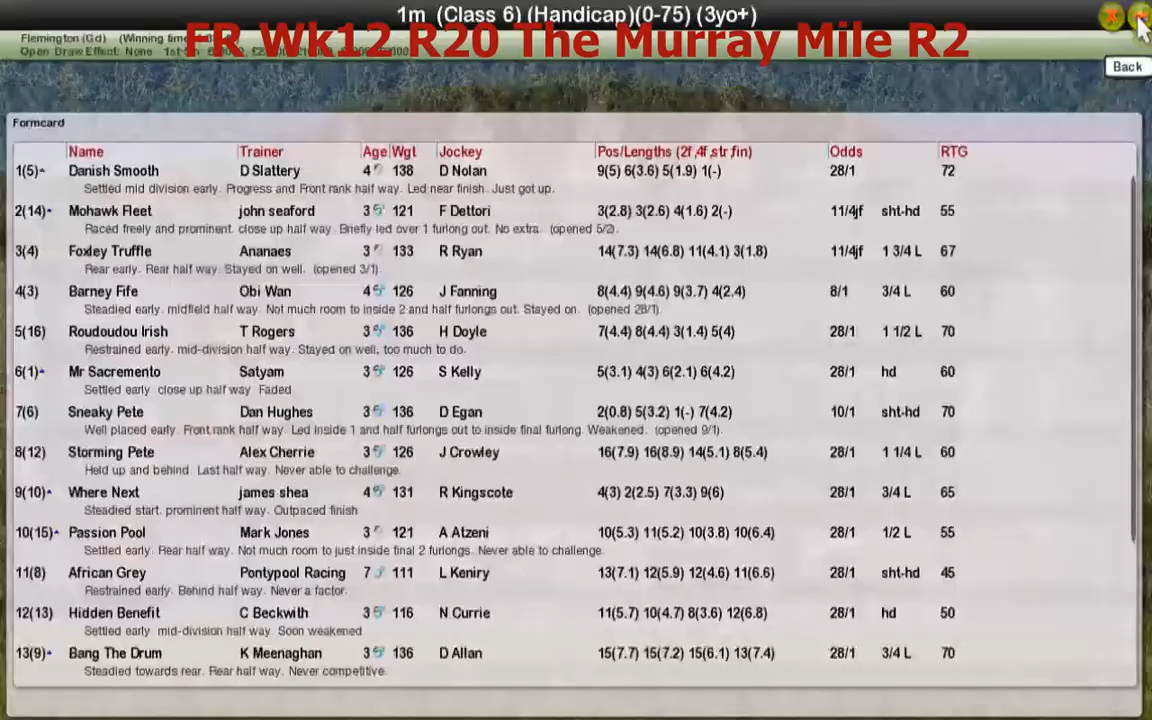 1m (Class 6) (Handicap)(0-75) (3yo+)
FR Wk12 R20 The Murray Mile R2
Flemington (Gd) (Winning time
Open Draw Effect: None 1st
Back
Formcard
Name Trainer Age Wgt Jockey Pos/Lengths (2f,4f,str,fin) Odds RTG
1(5) Danish Smooth D Slattery 4 138 D Nolan 9(5) 6(3.6) 5(1.9) 1(-) 28/1 72
Settled mid division early. Progress and Front rank half way. Led near finish. Just got up.
2(14) Mohawk Fleet john seaford 3 121 F Dettori 3(2.8) 3(2.6) 4(1.6) 2(-) 11/4jf sht-hd 55
Raced freely and prominent. close up half way. Briefly led over 1 furlong out. No extra. (opened 5/2).
3(4) Foxley Truffle Ananaes 3 133 R Ryan 14(7.3) 14(6.8) 11(4.1) 3(1.8) 11/4jf 1 3/4 L 67
Rear early. Rear half way. Stayed on well. (opened 3/1).
4(3) Barney Fife Obi Wan 4 126 J Fanning 8(4.4) 9(4.6) 9(3.7) 4(2.4) 8/1 3/4 L 60
Steadied early. midfield half way. Not much room to inside 2 and half furlongs out. Stayed on. (opened 28/1).
5(16) Roudoudou Irish T Rogers 3 136 H Doyle 7(4.4) 8(4.4) 3(1.4) 5(4) 28/1 1 1/2 L 70
Restrained early. mid-division half way. Stayed on well, too much to do.
6(1) Mr Sacremento Satyam 3 126 S Kelly 5(3.1) 4(3) 6(2.1) 6(4.2) 28/1 hd 60
Settled early close up half way Faded
7(6) Sneaky Pete Dan Hughes 3 136 D Egan 2(0.8) 5(3.2) 1(-) 7(4.2) 10/1 sht-hd 70
Well placed early. Front rank half way. Led inside 1 and half furlongs out to inside final furlong. Weakened. (opened 9/1).
8(12) Storming Pete Alex Cherrie 3 126 J Crowley 16(7.9) 16(8.9) 14(5.1) 8(5.4) 28/1 1 1/4 L 60
Held up and behind. Last half way. Never able to challenge.
9(10) Where Next james shea 4 131 R Kingscote 4(3) 2(2.5) 7(3.3) 9(6) 28/1 3/4 L 65
Steadied start. prominent half way. Outpaced finish
10(15) Passion Pool Mark Jones 3 121 A Atzeni 10(5.3) 11(5.2) 10(3.8) 10(6.4) 28/1 1/2 L 55
Settled early. Rear half way. Not much room to just inside final 2 furlongs. Never able to challenge.
11(8) African Grey Pontypool Racing 7 111 L Keniry 13(7.1) 12(5.9) 12(4.6) 11(6.6) 28/1 sht-hd 45
Restrained early. Behind half way. Never a factor.
12(13) Hidden Benefit C Beckwith 3 116 N Currie 11(5.7) 10(4.7) 8(3.6) 12(6.8) 28/1 hd 50
Settled early mid-division half way. Soon weakened
13(9) Bang The Drum K Meenaghan 3 136 D Allan 15(7.7) 15(7.2) 15(6.1) 13(7.4) 28/1 3/4 L 70
Steadied towards rear. Rear half way. Never competitive.